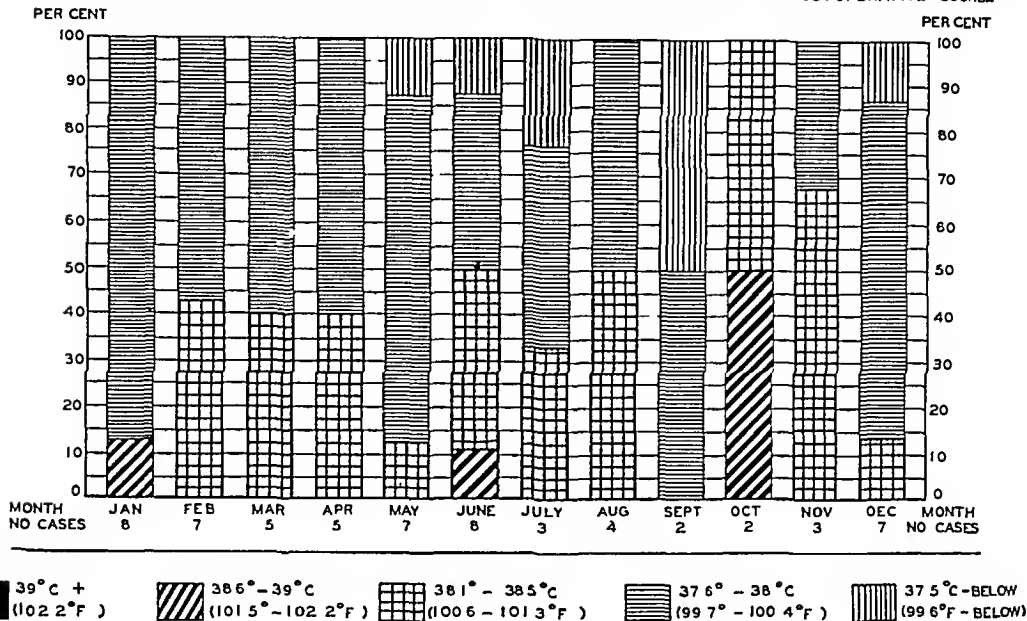 PER CENT
PER CENT
100 100
90 90
80 80
70 70
60 60
50 50
40 40
30 30
20 20
10 10
0 0
MONTH JAN FEB MAR APR MAY JUNE JULY AUG SEPT OCT NOV DEC MONTH
NO CASES 8 7 5 5 7 8 3 4 2 2 3 7 NO CASES
39°C + 38 6° - 39°C 38 1° - 38 5°C 37 6° - 38°C 37 5°C - BELOW
(102 2°F) (101 5° - 102 2°F) (100 6 - 101 3°F) (99 7° - 100 4°F) (99 6°F - BELOW)